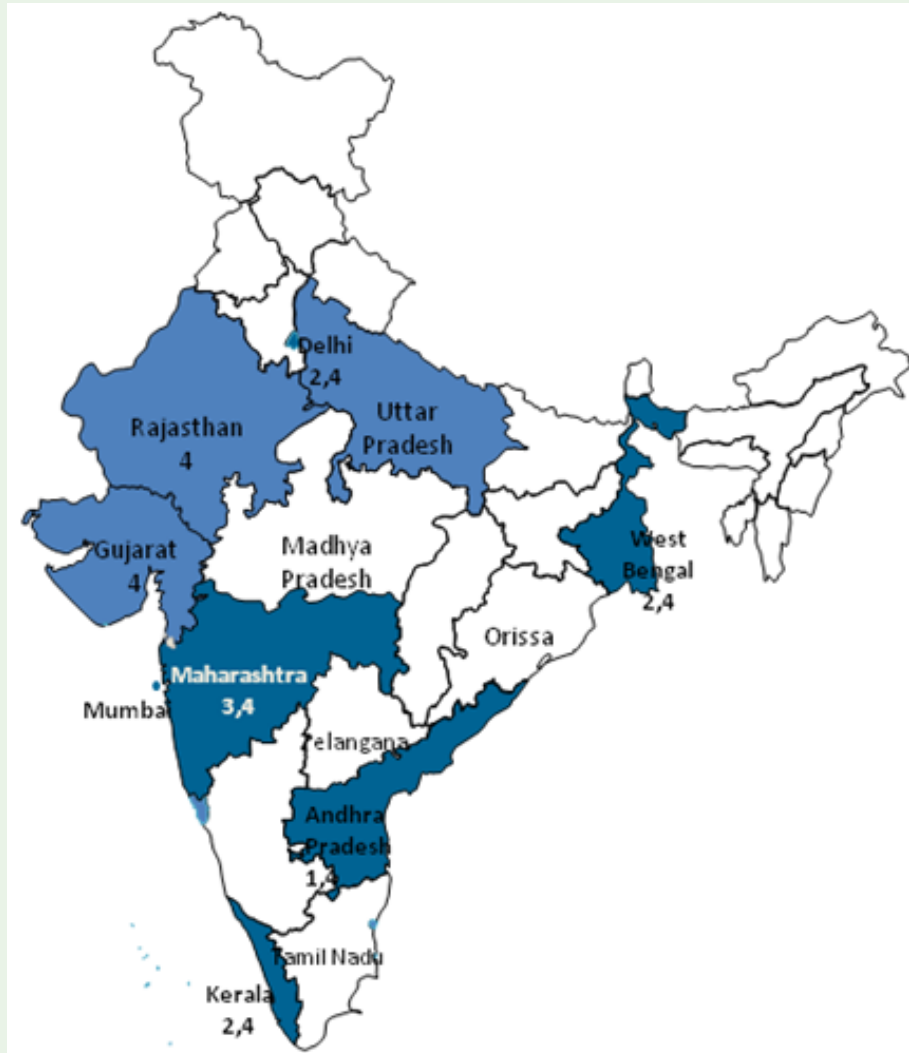 Delhi
2,4
Rajasthan
4
Uttar
Pradesh
Gujarat
4
Madhya
Pradesh
West
Bengal
2,4
Orissa
Maharashtra
3,4
Mumbai
Telangana
Andhra
Pradesh
1,4
Tamil Nadu
Kerala
2,4